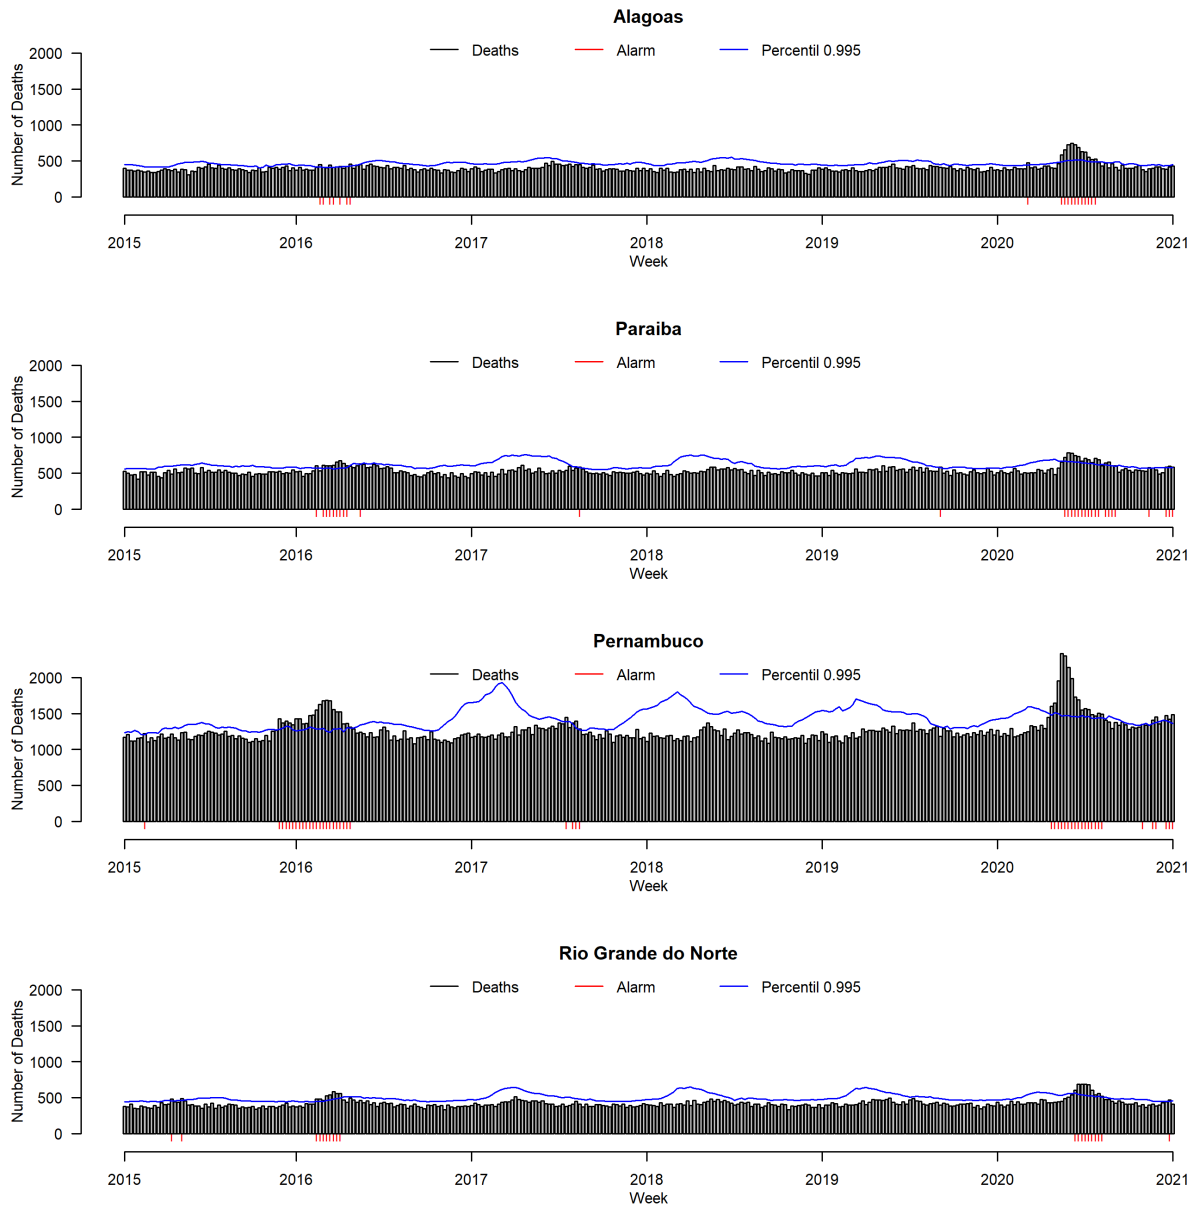 Alagoas
Deaths Alarm Percentil 0.995
Number of Deaths
2000
1500
1000
500
0
2015 2016 2017 2018 2019 2020 2021
Week
Paraiba
Deaths Alarm Percentil 0.995
Number of Deaths
2000
1500
1000
500
0
2015 2016 2017 2018 2019 2020 2021
Week
Pernambuco
Deaths Alarm Percentil 0.995
Number of Deaths
2000
1500
1000
500
0
2015 2016 2017 2018 2019 2020 2021
Week
Rio Grande do Norte
Deaths Alarm Percentil 0.995
Number of Deaths
2000
1500
1000
500
0
2015 2016 2017 2018 2019 2020 2021
Week